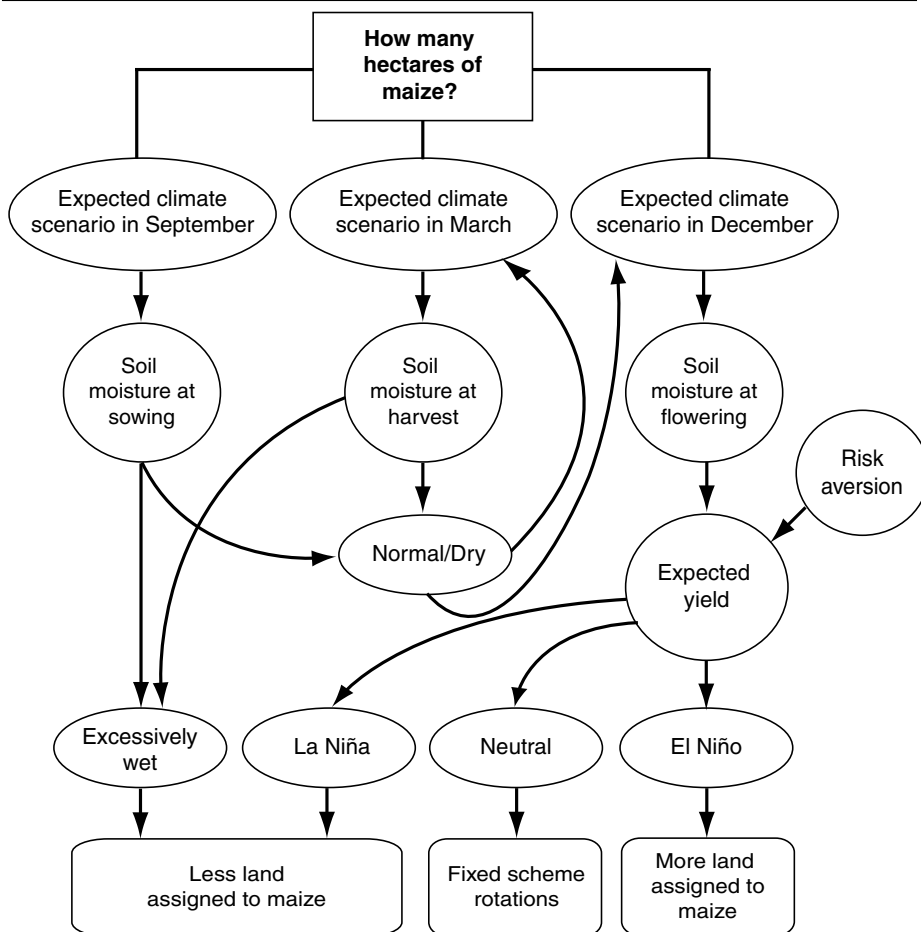 How many
hectares of
maize?
Expected climate
scenario in September
Expected climate
scenario in March
Expected climate
scenario in December
Soil
moisture at
sowing
Soil
moisture at
harvest
Soil
moisture at
flowering
Risk
aversion
Normal/Dry
Expected
yield
Excessively
wet
La Niña
Neutral
El Niño
Less land
assigned to maize
Fixed scheme
rotations
More land
assigned to
maize